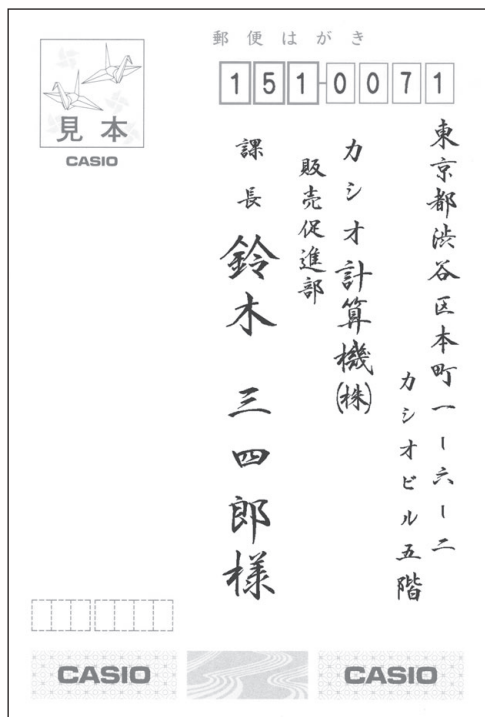 郵便はがき
151-0071
見本
CASIO
東京都渋谷区本町一ー六ー二
カシオビル五階
カシオ計算機㈱
販売促進部
課長 鈴木 三四郎様
CASIO
CASIO